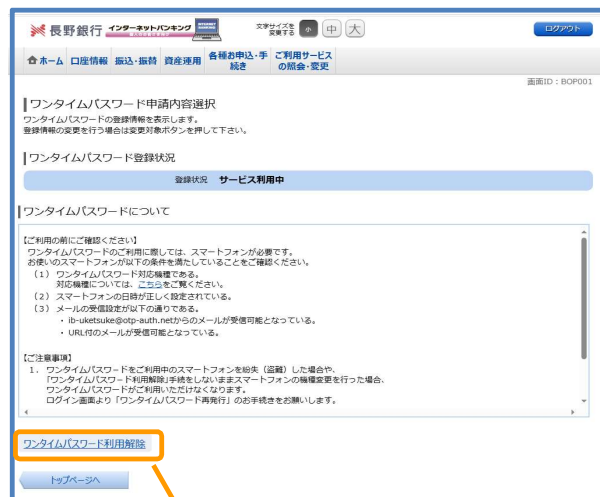 長野銀行 インターネットバンキング
文字サイズを変更する 小 中 大
ログアウト
ホーム 口座情報 振込・振替 資産運用 各種お申込・手続き ご利用サービスの照会・変更
画面ID：BOP001
ワンタイムパスワード申請内容選択
ワンタイムパスワードの登録情報を表示します。
登録情報の変更を行う場合は変更対象ボタンを押して下さい。
ワンタイムパスワード登録状況
登録状況 サービス利用中
ワンタイムパスワードについて
【ご利用の前にご確認ください】
ワンタイムパスワードのご利用に際しては、スマートフォンが必要です。
お使いのスマートフォンが以下の条件を満たしていることをご確認ください。
（１） ワンタイムパスワード対応機種である。
対応機種については、こちらをご覧ください。
（２） スマートフォンの日時が正しく設定されている。
（３） メールの受信設定が以下の通りである。
・ib-uketsuke@otp-auth.netからのメールが受信可能となっている。
・URL付のメールが受信可能となっている。
【ご注意事項】
１． ワンタイムパスワードをご利用中のスマートフォンを紛失（盗難）した場合や、
「ワンタイムパスワード利用解除」手続をしないままスマートフォンの機種変更を行った場合、
ワンタイムパスワードがご利用いただけなくなります。
ログイン画面より「ワンタイムパスワード再発行」のお手続きをお願いします。
ワンタイムパスワード利用解除
トップページへ